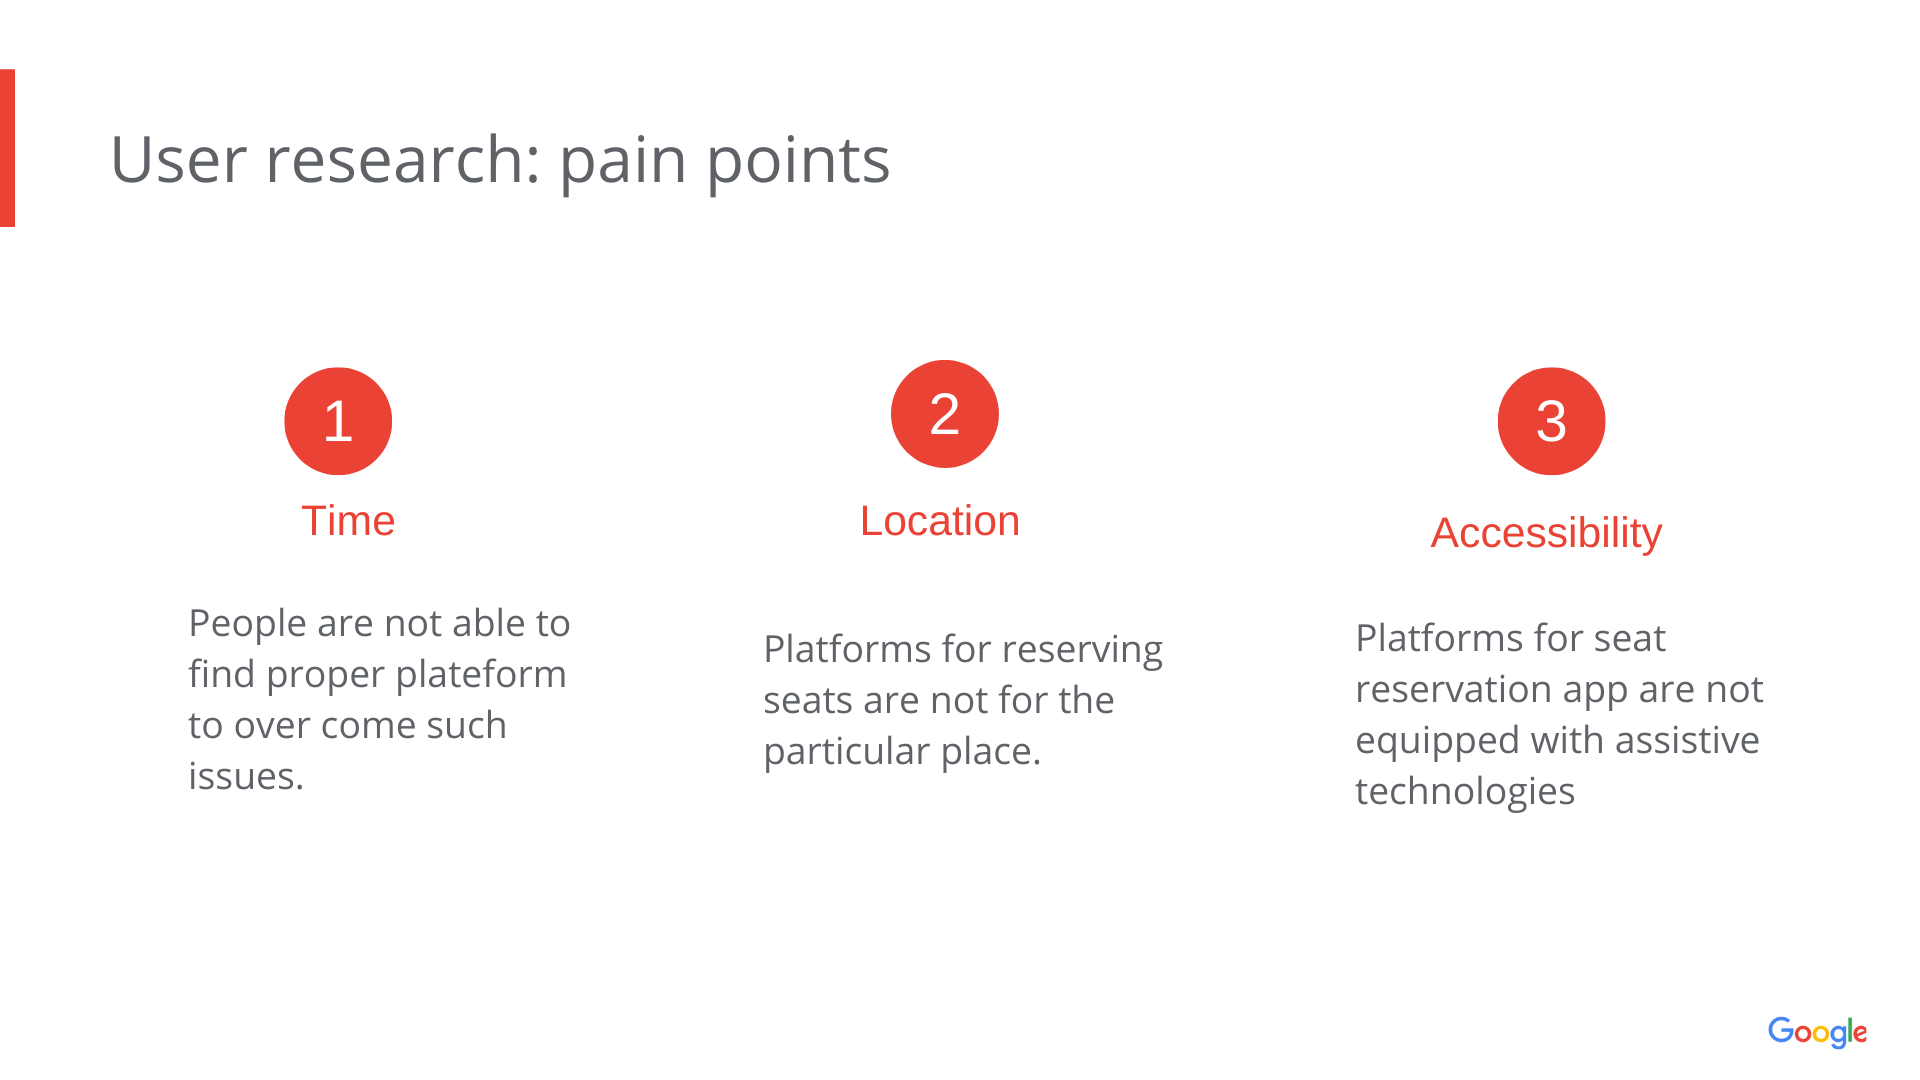 User research: pain points
1
Time
People are not able to
find proper plateform
to over come such
issues.
2
Location
Platforms for reserving
seats are not for the
particular place.
3
Accessibility
Platforms for seat
reservation app are not
equipped with assistive
technologies
Google